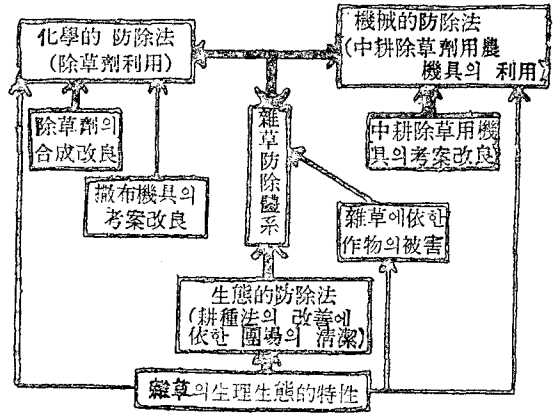 化學的 防除法
(除草劑利用)
機械的防除法
(中耕除草劑用農
機具의 利用)
除草劑의
合成改良
撒布機具의
考案改良
雜草防除體系
中耕除草用機
具의考案改良
雜草에依한
作物의被害
生態的防除法
(耕種法의 改善에
依한 圃場의 清潔)
雜草의生理生態的特性